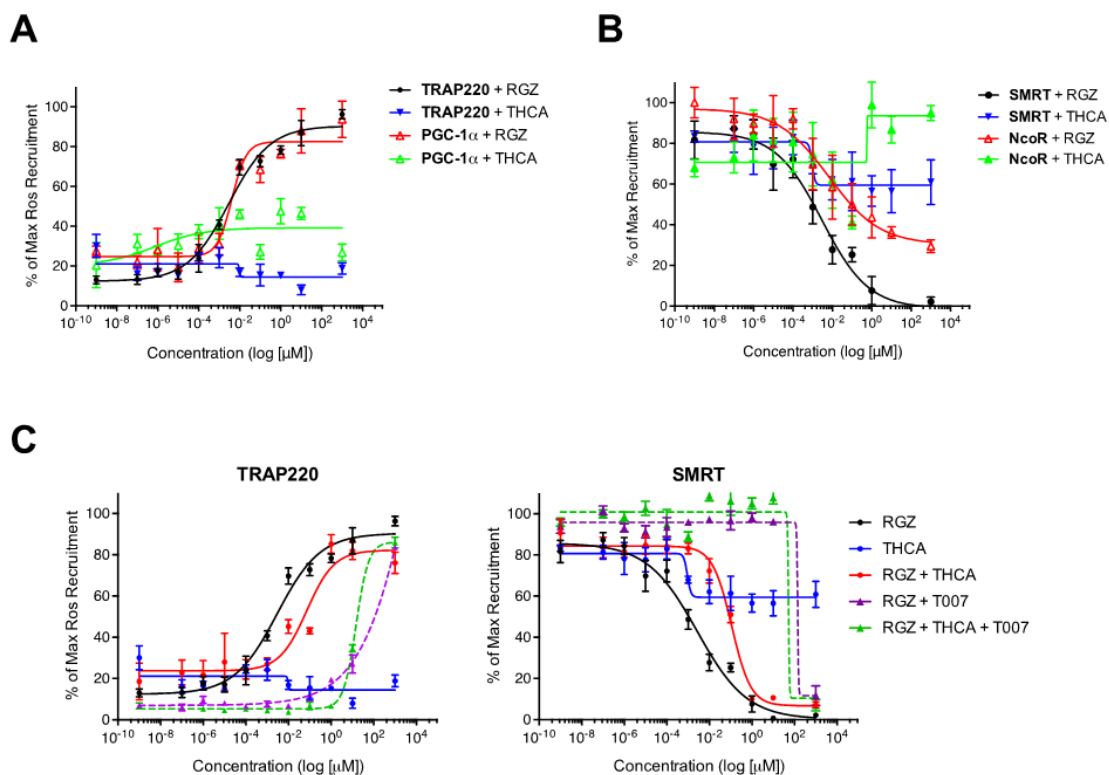 A
% of Max Ros Recruitment
100
80
60
40
20
0
10-10 10-8 10-6 10-4 10-2 100 102 104
Concentration (log [µM])
TRAP220 + RGZ
TRAP220 + THCA
PGC-1α + RGZ
PGC-1α + THCA
B
% of Max Recruitment
100
80
60
40
20
0
10-10 10-8 10-6 10-4 10-2 100 102 104
Concentration (log [µM])
SMRT + RGZ
SMRT + THCA
NcoR + RGZ
NcoR + THCA
C
TRAP220
% of Max Ros Recruitment
100
80
60
40
20
0
10-10 10-8 10-6 10-4 10-2 100 102 104
Concentration (log [µM])
SMRT
% of Max Recruitment
100
80
60
40
20
0
10-10 10-8 10-6 10-4 10-2 100 102 104
Concentration (log [µM])
RGZ
THCA
RGZ + THCA
RGZ + T007
RGZ + THCA + T007